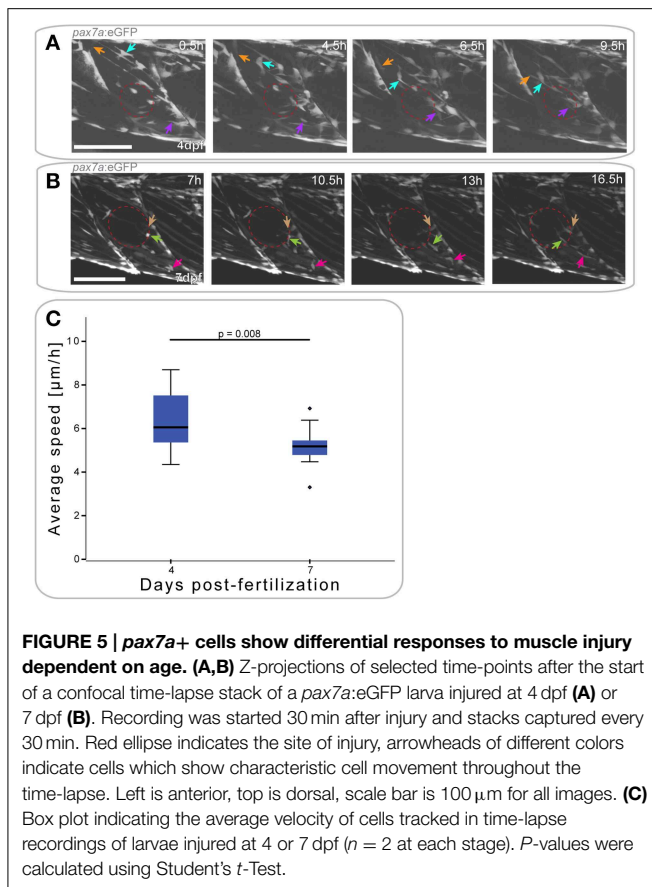 A
pax7a:eGFP
0.5h
4.5h
6.5h
9.5h
4dpf
B
pax7a:eGFP
7h
10.5h
13h
16.5h
7dpf
C
p = 0.008
10
8
6
4
2
0
Average speed [µm/h]
4
7
Days post-fertilization
FIGURE 5 | pax7a+ cells show differential responses to muscle injury
dependent on age. (A,B) Z-projections of selected time-points after the start
of a confocal time-lapse stack of a pax7a:eGFP larva injured at 4 dpf (A) or
7 dpf (B). Recording was started 30 min after injury and stacks captured every
30 min. Red ellipse indicates the site of injury, arrowheads of different colors
indicate cells which show characteristic cell movement throughout the
time-lapse. Left is anterior, top is dorsal, scale bar is 100 µm for all images. (C)
Box plot indicating the average velocity of cells tracked in time-lapse
recordings of larvae injured at 4 or 7 dpf (n = 2 at each stage). P-values were
calculated using Student's t-Test.